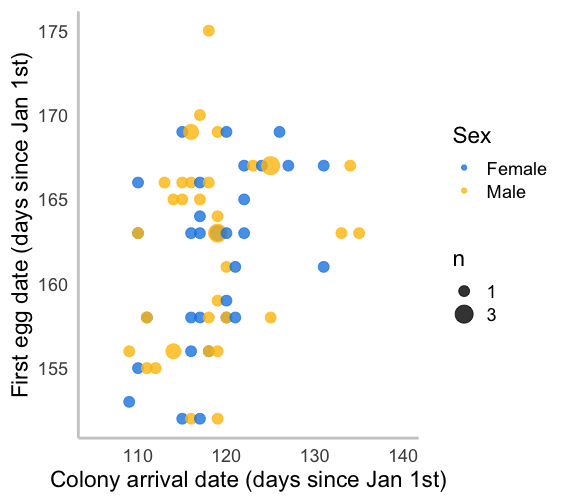 First egg date (days since Jan 1st)
175
170
165
160
155
110
120
130
140
Colony arrival date (days since Jan 1st)
Sex
Female
Male
n
1
3